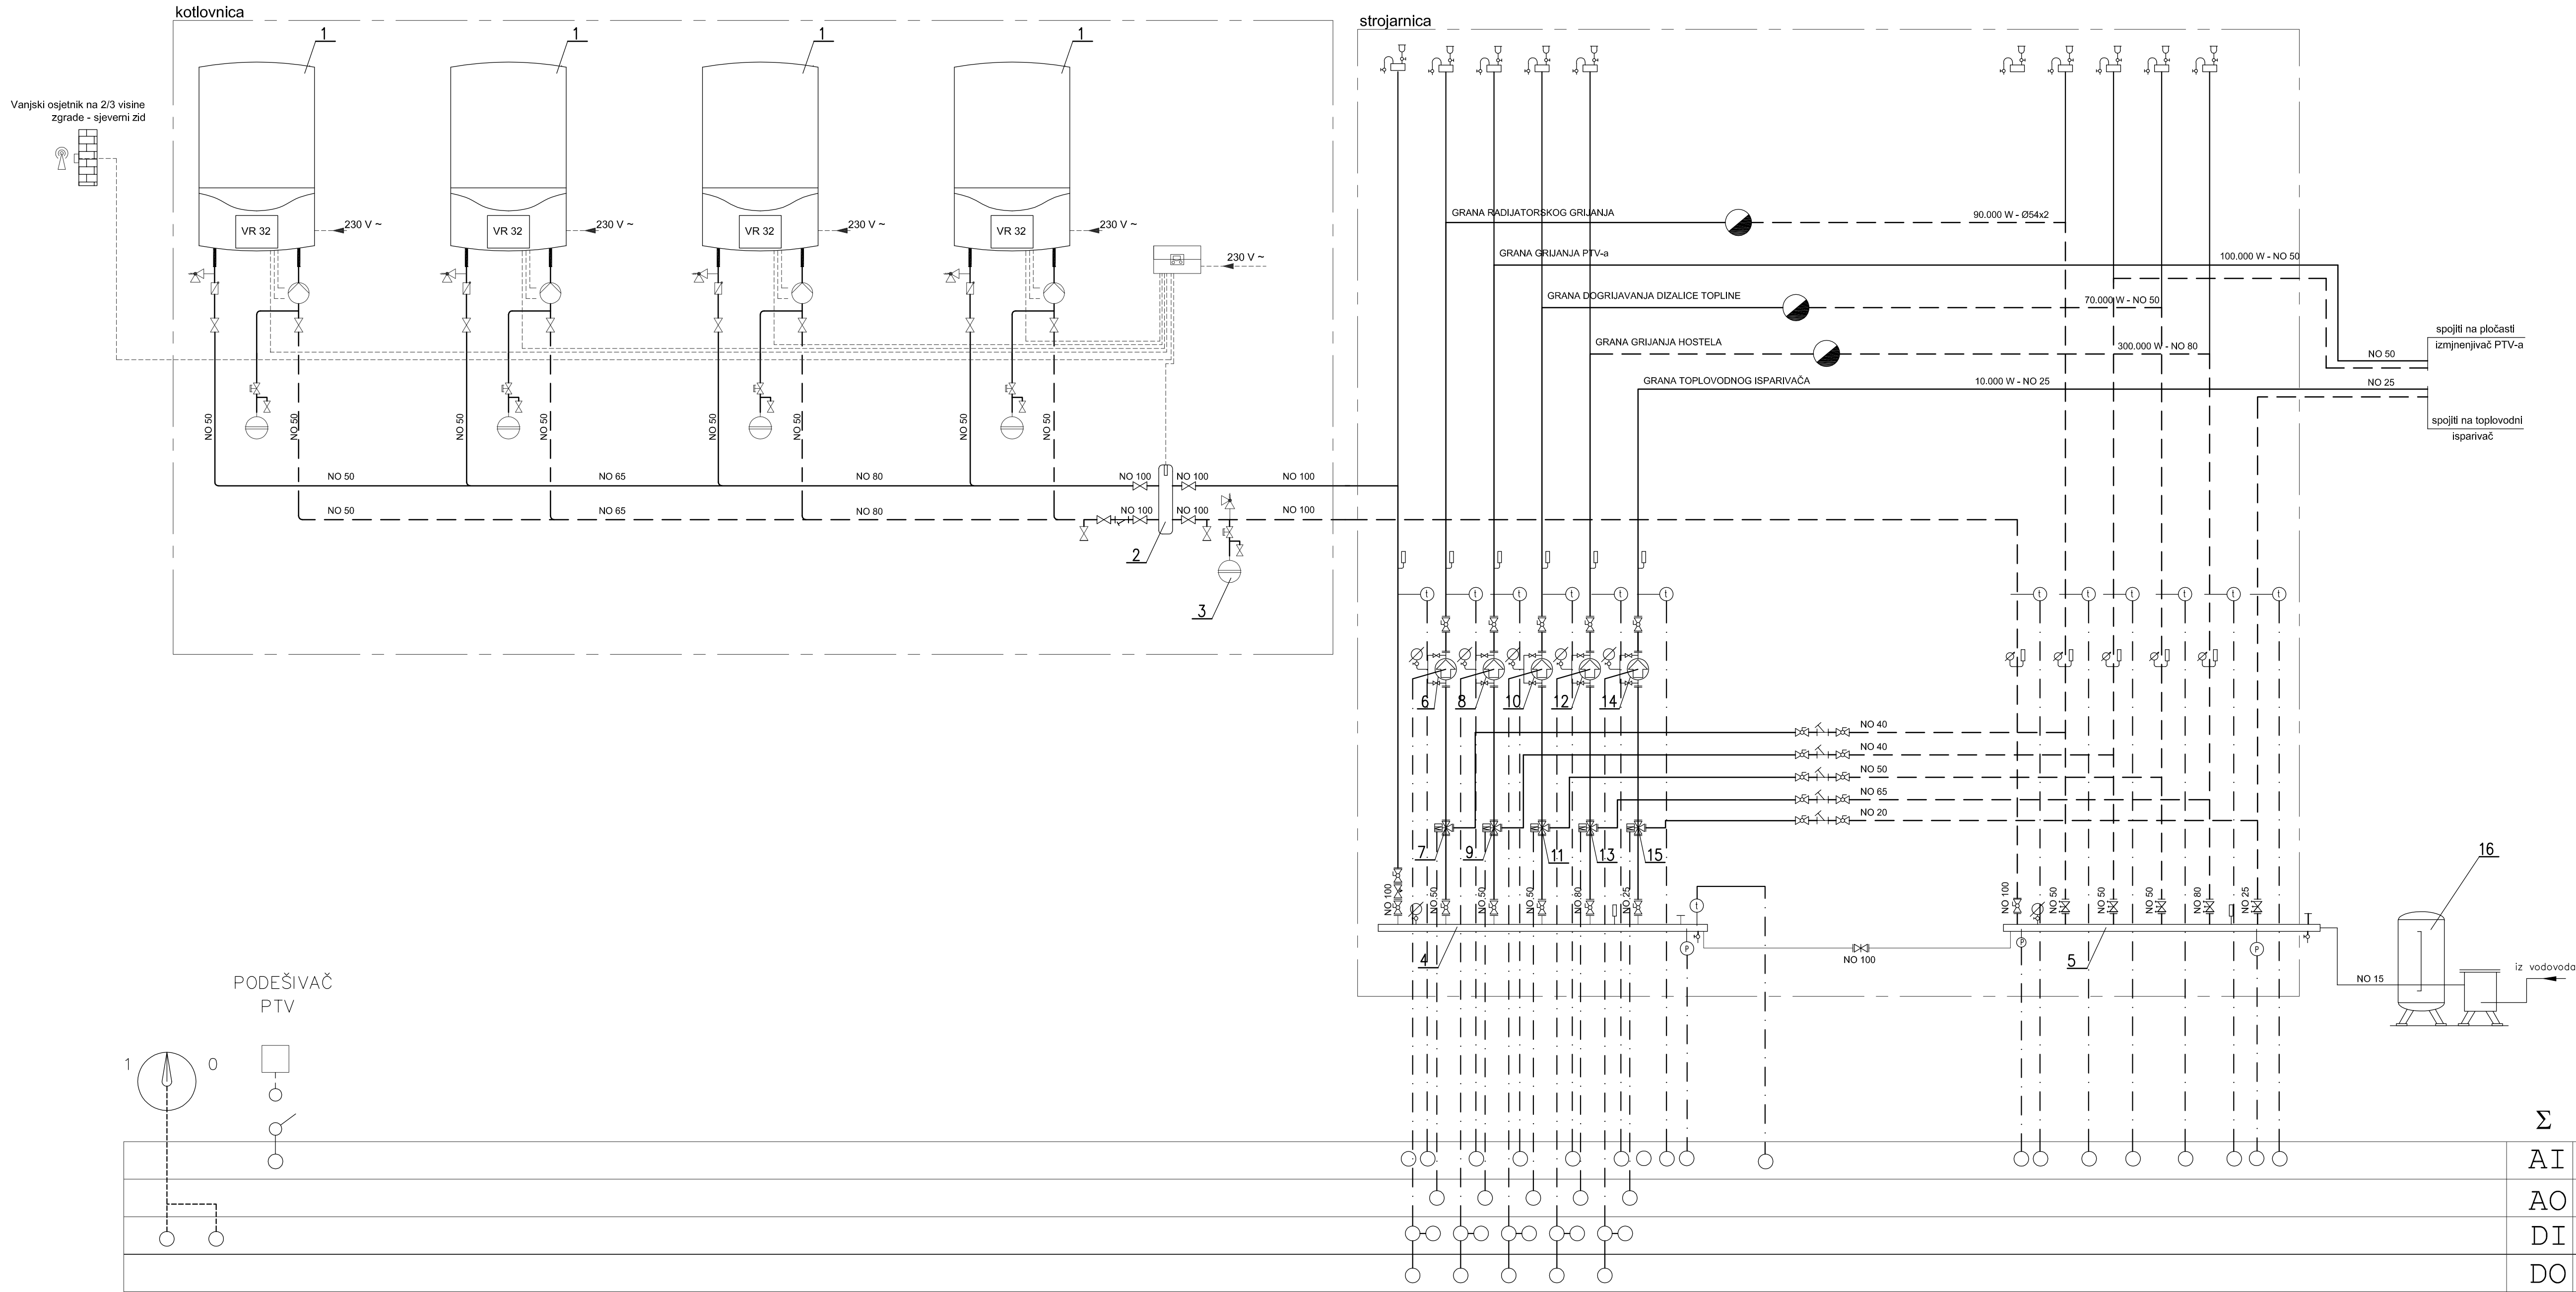 kotlovnica
strojarnica
1
1
1
1
Vanjski osjetnik na 2/3 visine
zgrade - sjeverni zid
VR 32
230 V ~
VR 32
230 V ~
VR 32
230 V ~
VR 32
230 V ~
230 V ~
GRANA RADIJATORSKOG GRIJANJA
90.000 W - Ø54x2
GRANA GRIJANJA PTV-a
100.000 W - NO 50
GRANA DOGRIJAVANJA DIZALICE TOPLINE
70.000 W - NO 50
GRANA GRIJANJA HOSTELA
300.000 W - NO 80
GRANA TOPLOVODNOG ISPARIVAČA
10.000 W - NO 25
spojiti na pločasti
izmjnenjivač PTV-a
NO 50
NO 25
spojiti na toplovodni
isparivač
NO 50
NO 50
NO 50
NO 50
NO 50
NO 50
NO 50
NO 50
NO 50
NO 65
NO 80
NO 100
NO 100
NO 100
NO 50
NO 65
NO 80
NO 100
NO 100
NO 100
2
3
t
t
t
t
t
t
t
t
t
t
t
t
6
8
10
12
14
NO 40
NO 40
NO 50
NO 65
NO 20
7
9
11
13
15
16
NO 100
NO 50
NO 50
NO 50
NO 80
NO 25
t
NO 100
NO 50
NO 50
NO 50
NO 80
NO 25
P
P
P
4
NO 100
5
NO 15
iz vodovoda
PODEŠIVAČ
PTV
1
0
Σ
AI
AO
DI
DO